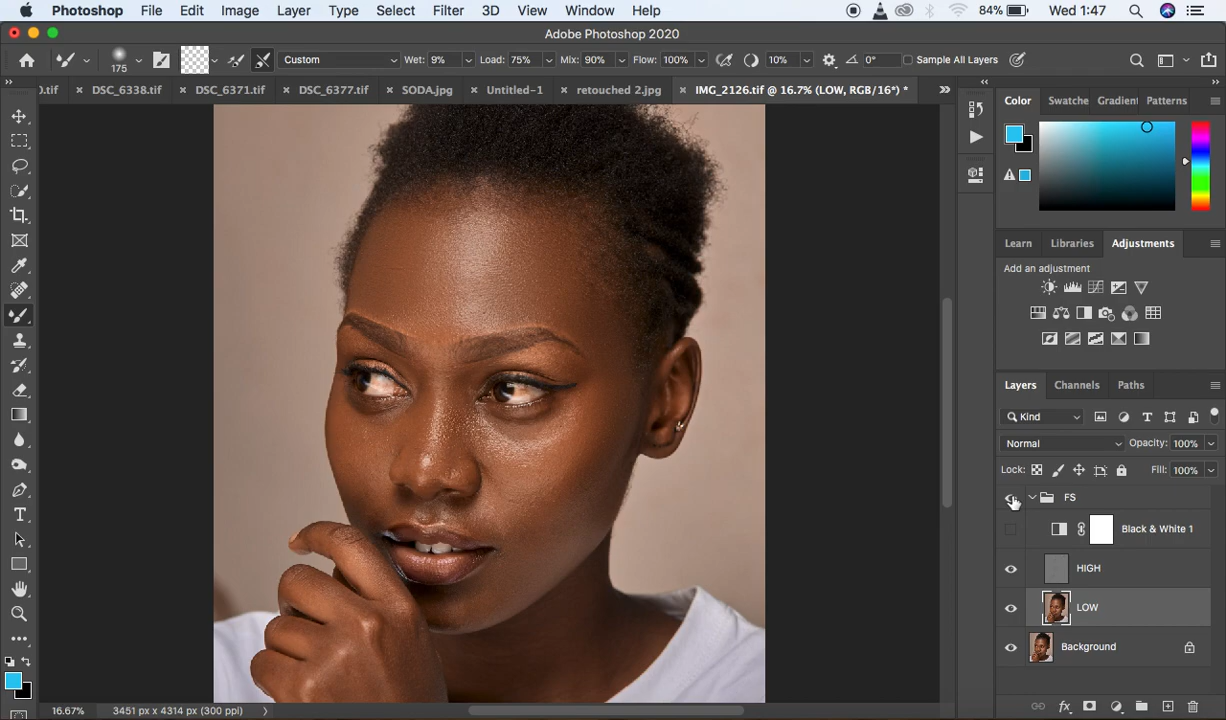 Photoshop File Edit Image Layer Type Select Filter 3D View Window Help 84% Wed 1:47
Adobe Photoshop 2020
175 Custom Wet: 9% Load: 75% Mix: 90% Flow: 100% 10% 0° Sample All Layers
).tif × DSC_6338.tif × DSC_6371.tif × DSC_6377.tif × SODA.jpg × Untitled-1 × retouched 2.jpg × IMG_2126.tif @ 16.7% (LOW, RGB/16*) *
Color Swatche Gradient Patterns
Learn Libraries Adjustments
Add an adjustment
Layers Channels Paths
Kind
Normal Opacity: 100%
Lock: Fill: 100%
FS
Black & White 1
HIGH
LOW
Background
16.67% 3451 px x 4314 px (300 ppi)